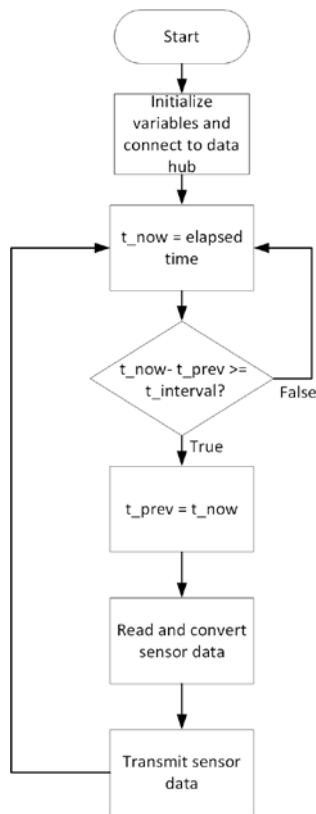 Start
Initialize
variables and
connect to data
hub
t_now = elapsed
time
t_now- t_prev >=
t_interval?
False
True
t_prev = t_now
Read and convert
sensor data
Transmit sensor
data